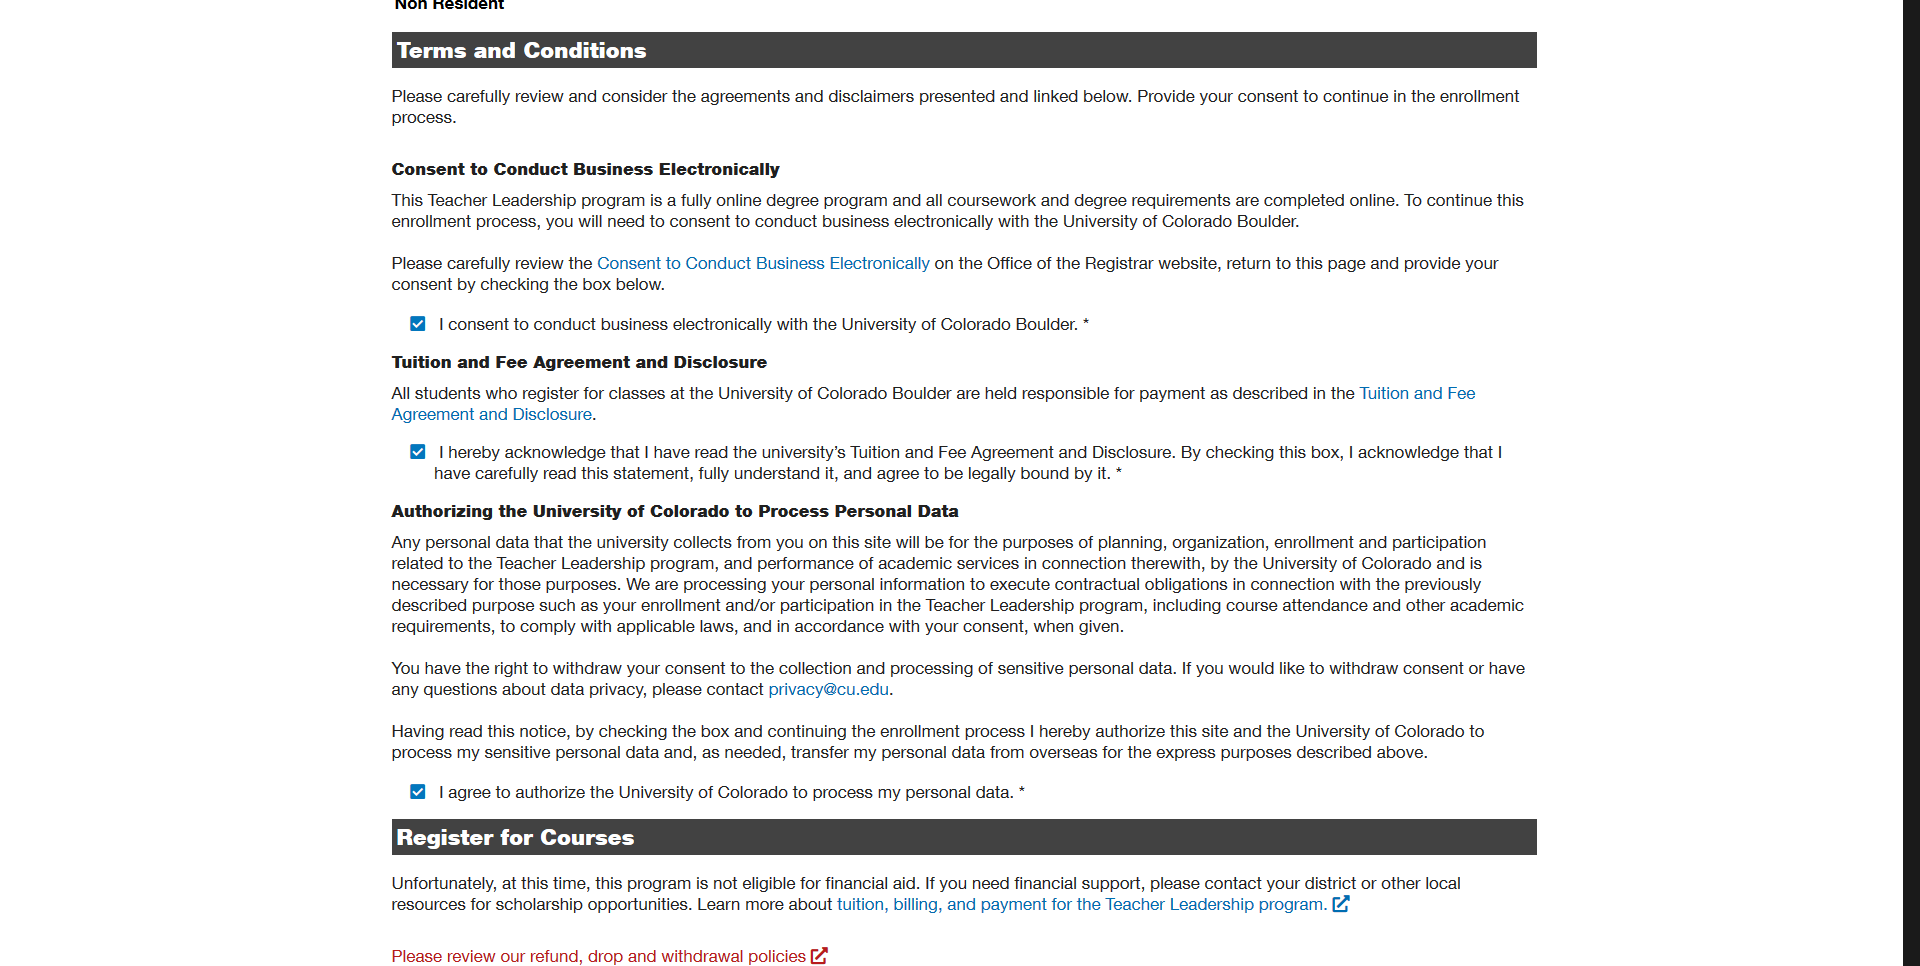 Non Resident
Terms and Conditions
Please carefully review and consider the agreements and disclaimers presented and linked below. Provide your consent to continue in the enrollment
process.
Consent to Conduct Business Electronically
This Teacher Leadership program is a fully online degree program and all coursework and degree requirements are completed online. To continue this
enrollment process, you will need to consent to conduct business electronically with the University of Colorado Boulder.
Please carefully review the Consent to Conduct Business Electronically on the Office of the Registrar website, return to this page and provide your
consent by checking the box below.
I consent to conduct business electronically with the University of Colorado Boulder. *
Tuition and Fee Agreement and Disclosure
All students who register for classes at the University of Colorado Boulder are held responsible for payment as described in the Tuition and Fee
Agreement and Disclosure.
I hereby acknowledge that I have read the university’s Tuition and Fee Agreement and Disclosure. By checking this box, I acknowledge that I
have carefully read this statement, fully understand it, and agree to be legally bound by it. *
Authorizing the University of Colorado to Process Personal Data
Any personal data that the university collects from you on this site will be for the purposes of planning, organization, enrollment and participation
related to the Teacher Leadership program, and performance of academic services in connection therewith, by the University of Colorado and is
necessary for those purposes. We are processing your personal information to execute contractual obligations in connection with the previously
described purpose such as your enrollment and/or participation in the Teacher Leadership program, including course attendance and other academic
requirements, to comply with applicable laws, and in accordance with your consent, when given.
You have the right to withdraw your consent to the collection and processing of sensitive personal data. If you would like to withdraw consent or have
any questions about data privacy, please contact privacy@cu.edu.
Having read this notice, by checking the box and continuing the enrollment process I hereby authorize this site and the University of Colorado to
process my sensitive personal data and, as needed, transfer my personal data from overseas for the express purposes described above.
I agree to authorize the University of Colorado to process my personal data. *
Register for Courses
Unfortunately, at this time, this program is not eligible for financial aid. If you need financial support, please contact your district or other local
resources for scholarship opportunities. Learn more about tuition, billing, and payment for the Teacher Leadership program.
Please review our refund, drop and withdrawal policies